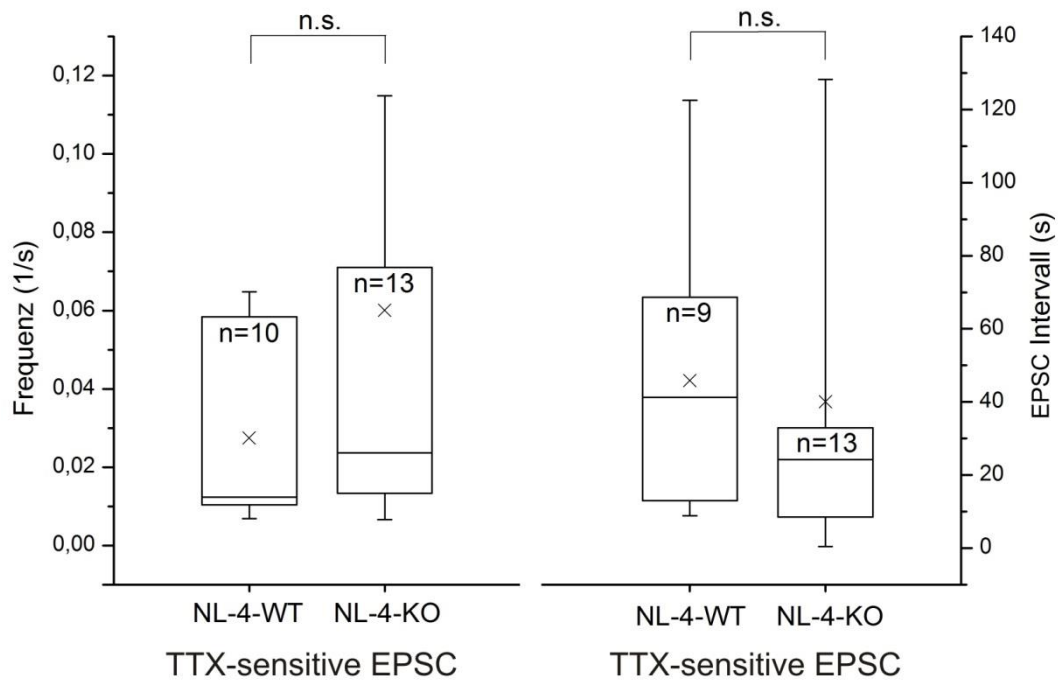 n.s.
Frequenz (1/s)
0,12
0,10
0,08
0,06
0,04
0,02
0,00
n=10
n=13
NL-4-WT NL-4-KO
TTX-sensitive EPSC
n.s.
n=9
n=13
140
120
100
80
60
40
20
0
EPSC Intervall (s)
NL-4-WT NL-4-KO
TTX-sensitive EPSC